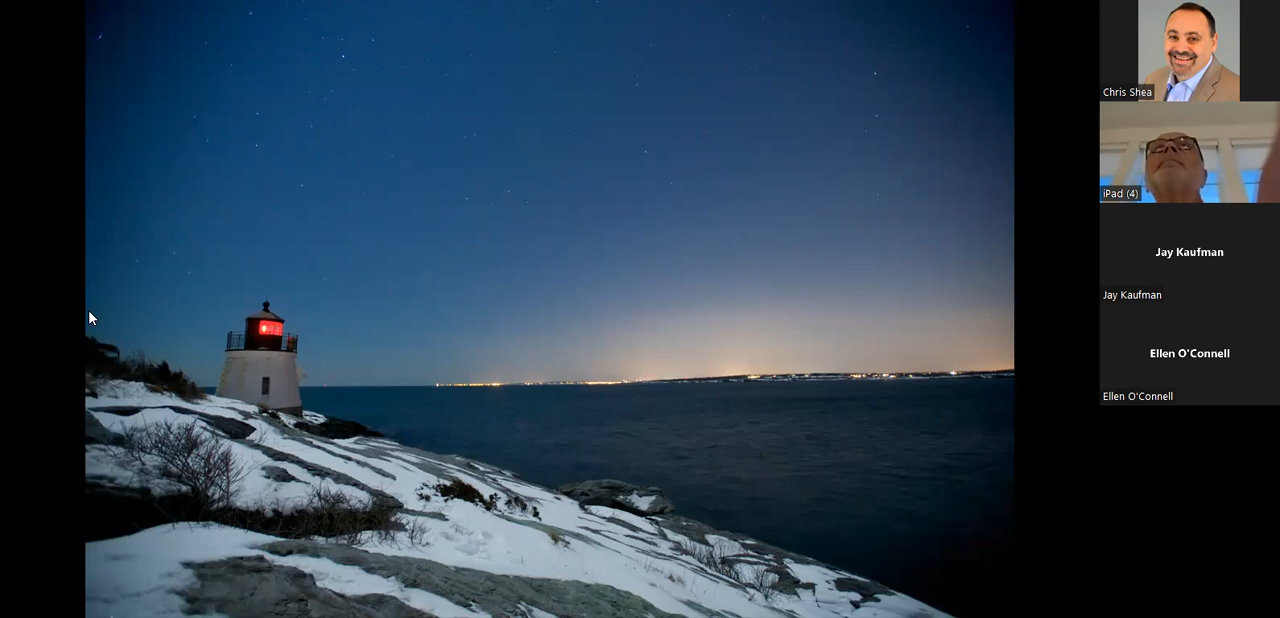 Chris Shea
iPad (4)
Jay Kaufman
Jay Kaufman
Ellen O'Connell
Ellen O'Connell